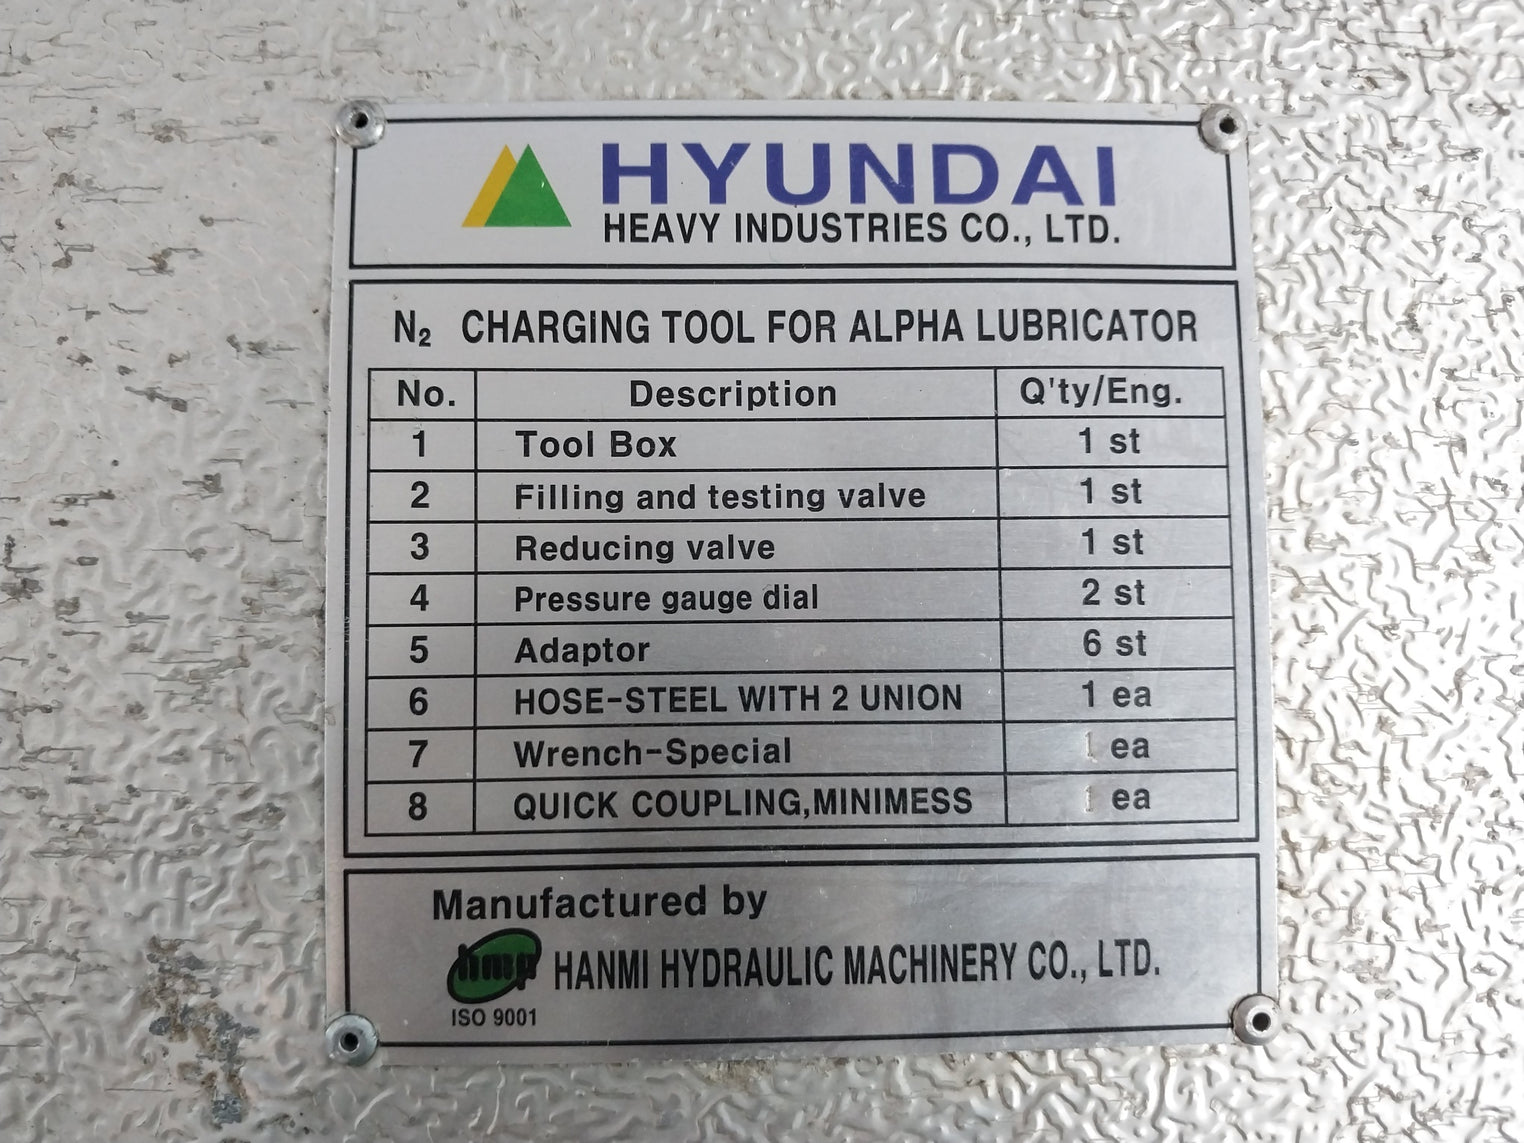 HYUNDAI
HEAVY INDUSTRIES CO., LTD.
N₂ CHARGING TOOL FOR ALPHA LUBRICATOR
No. Description Q'ty/Eng.
1 Tool Box 1 st
2 Filling and testing valve 1 st
3 Reducing valve 1 st
4 Pressure gauge dial 2 st
5 Adaptor 6 st
6 HOSE-STEEL WITH 2 UNION 1 ea
7 Wrench-Special 1 ea
8 QUICK COUPLING,MINIMESS 1 ea
Manufactured by
hmp HANMI HYDRAULIC MACHINERY CO., LTD.
ISO 9001